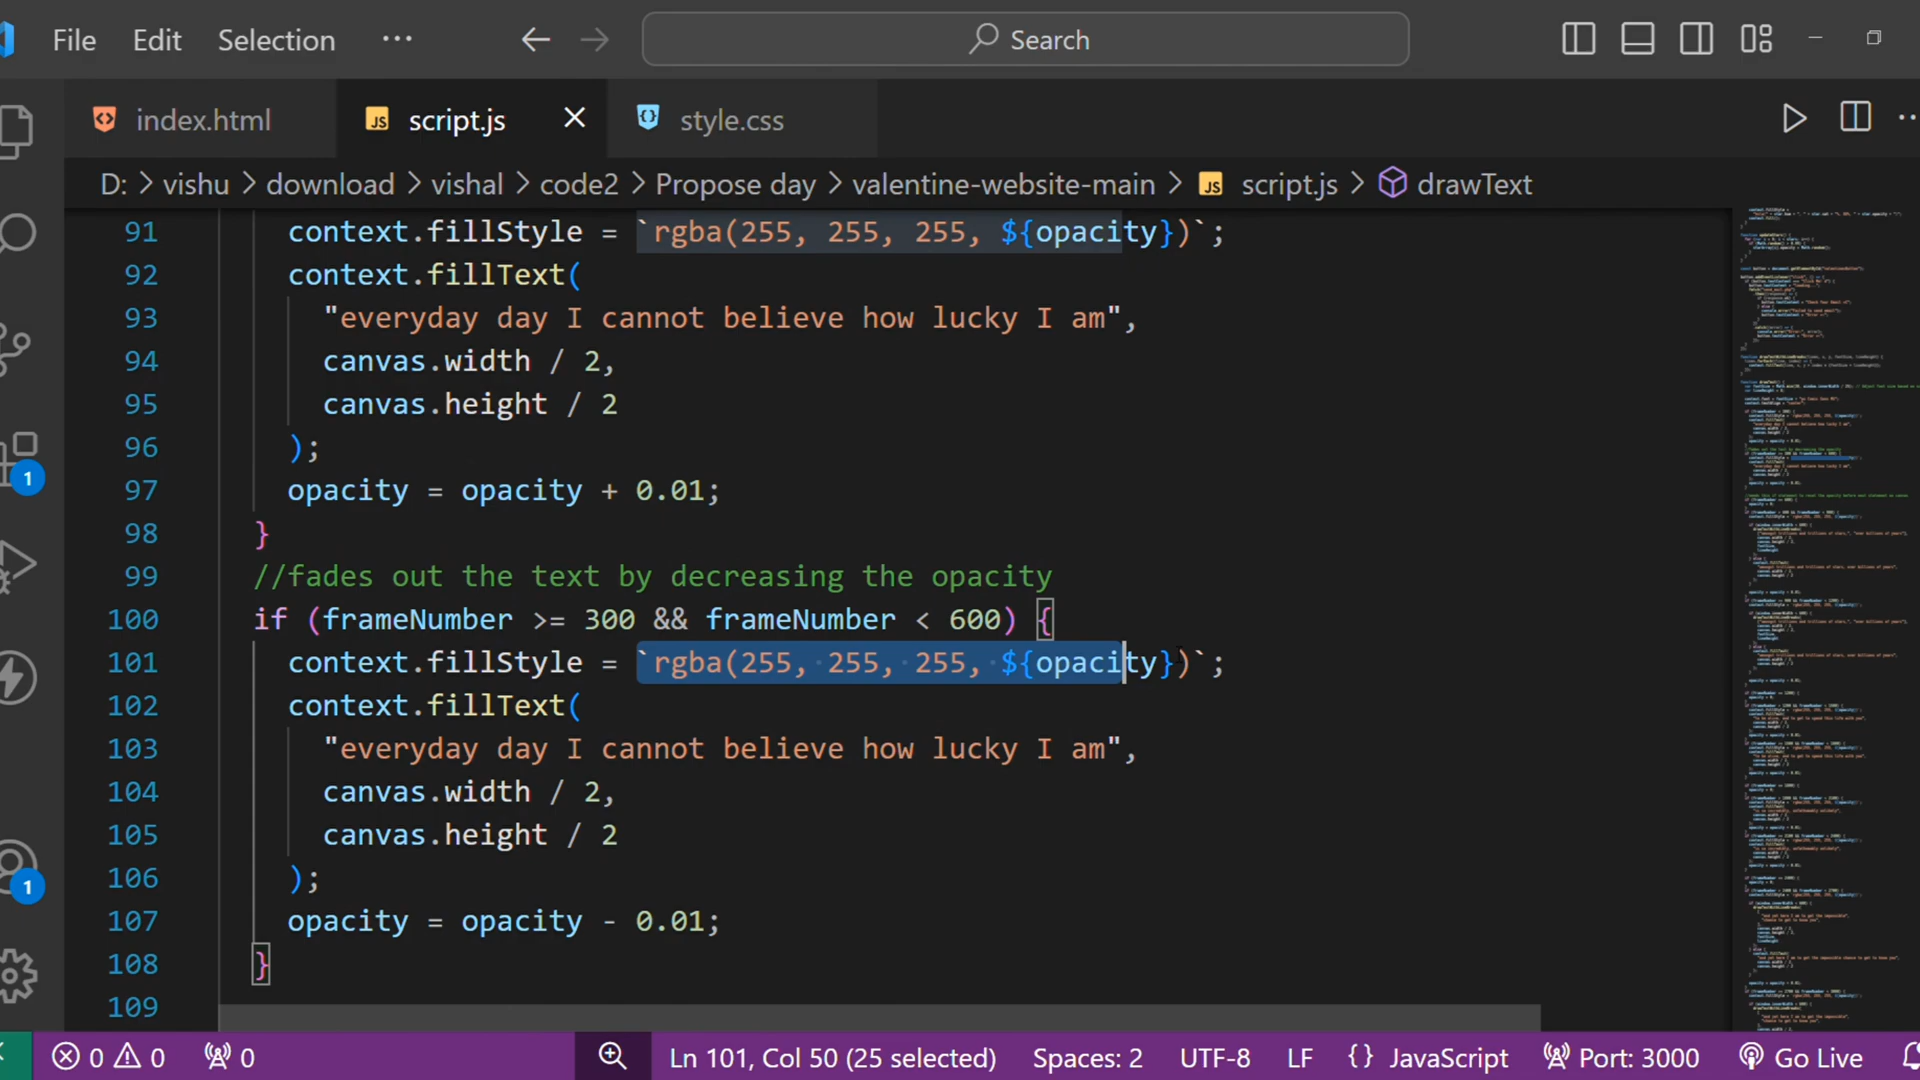 File Edit Selection ··· Search
index.html script.js style.css
D: > vishu > download > vishal > code2 > Propose day > valentine-website-main > JS script.js > drawText
91 context.fillStyle = `rgba(255, 255, 255, ${opacity})`;
92 context.fillText(
93 "everyday day I cannot believe how lucky I am",
94 canvas.width / 2,
95 canvas.height / 2
96 );
97 opacity = opacity + 0.01;
98 }
99 //fades out the text by decreasing the opacity
100 if (frameNumber >= 300 && frameNumber < 600) {
101 context.fillStyle = `rgba(255, 255, 255, ${opacity})`;
102 context.fillText(
103 "everyday day I cannot believe how lucky I am",
104 canvas.width / 2,
105 canvas.height / 2
106 );
107 opacity = opacity - 0.01;
108 }
109
0 0 0 Ln 101, Col 50 (25 selected) Spaces: 2 UTF-8 LF {} JavaScript Port: 3000 Go Live